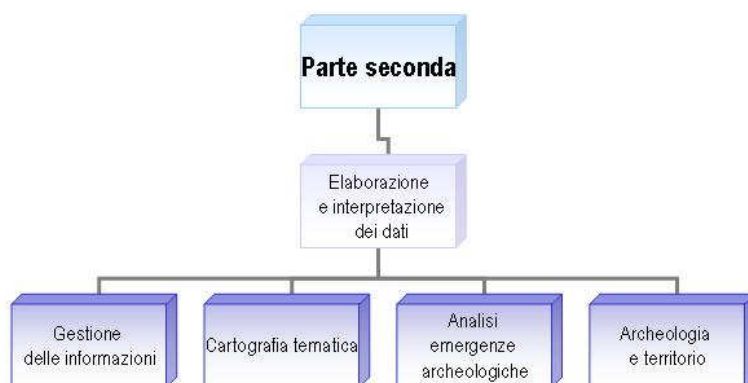 Parte seconda
Elaborazione
e interpretazione
dei dati
Gestione
delle informazioni
Cartografia tematica
Analisi
emergenze
archeologiche
Archeologia
e territorio